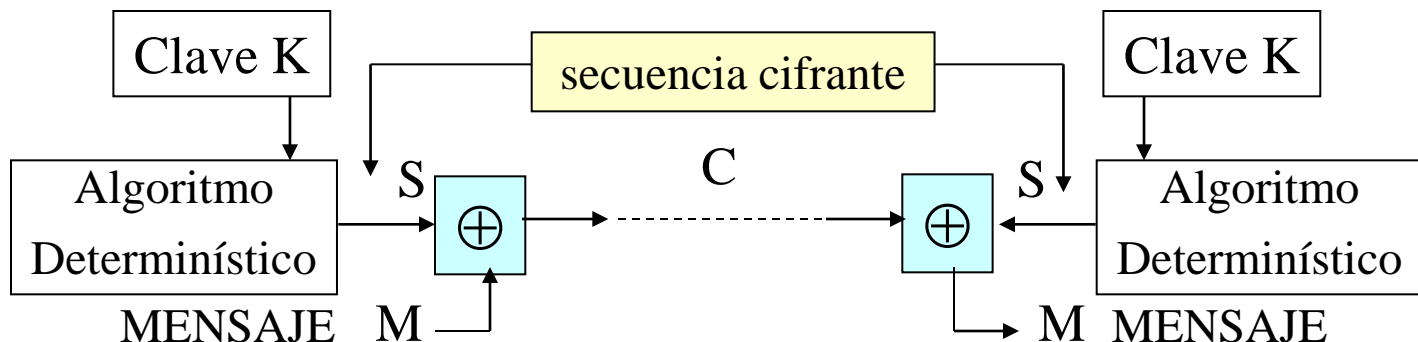 Clave K
secuencia cifrante
Clave K
Algoritmo
Determinístico
S
⊕
C
⊕
S
Algoritmo
Determinístico
MENSAJE M
M MENSAJE